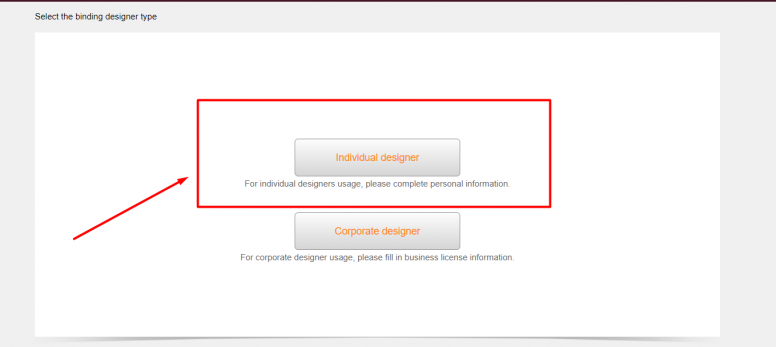 Select the binding designer type
Individual designer
For individual designers usage, please complete personal information.
Corporate designer
For corporate designer usage, please fill in business license information.